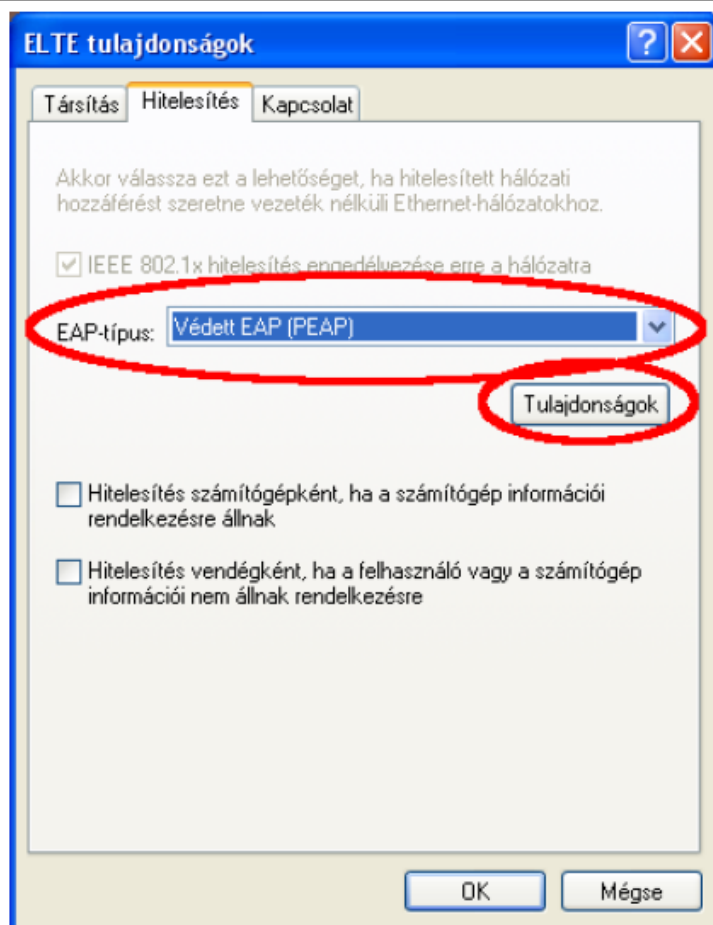 ELTE tulajdonságok
Társítás Hitelesítés Kapcsolat
Akkor válassza ezt a lehetőséget, ha hitelesített hálózati
hozzáférést szeretne vezeték nélküli Ethernet-hálózatokhoz.
IEEE 802.1x hitelesítés engedélyezése erre a hálózatra
EAP-típus: Védett EAP (PEAP)
Tulajdonságok
Hitelesítés számítógépként, ha a számítógép információi
rendelkezésre állnak
Hitelesítés vendégként, ha a felhasználó vagy a számítógép
információi nem állnak rendelkezésre
OK Mégse